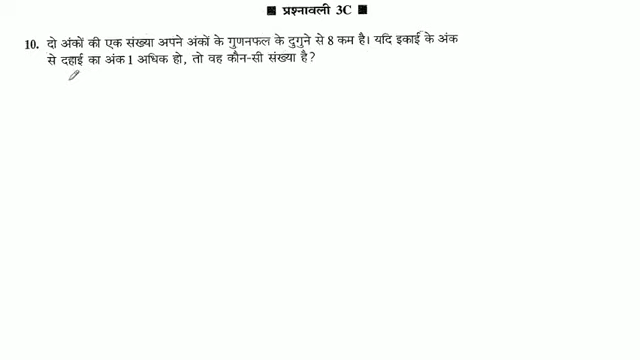 ■ प्रश्नावली 3C ■
10. दो अंकों की एक संख्या अपने अंकों के गुणनफल के दुगुने से 8 कम है। यदि इकाई के अंक
से दहाई का अंक 1 अधिक हो, तो वह कौन-सी संख्या है?